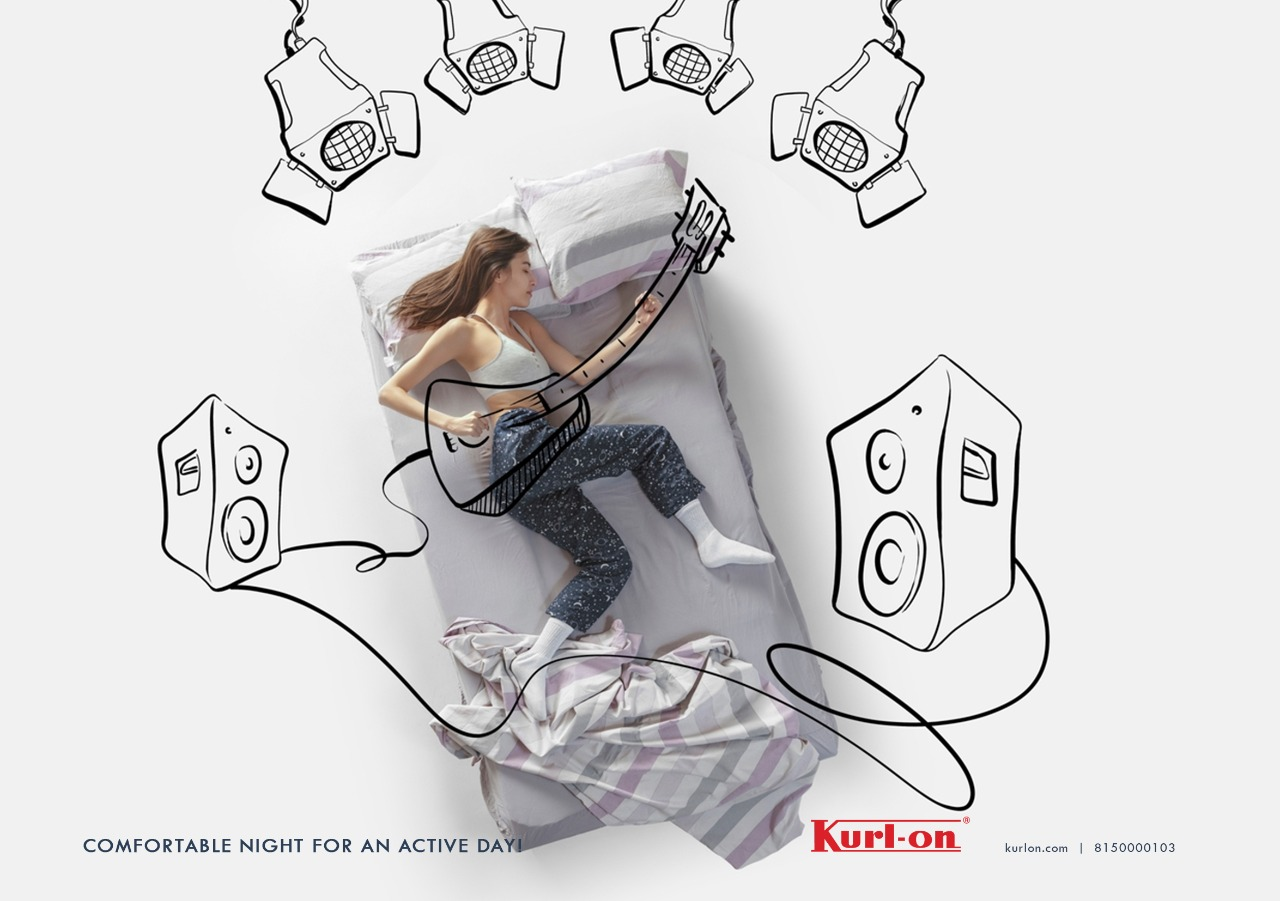 COMFORTABLE NIGHT FOR AN ACTIVE DAY!
Kurl-on®
kurlon.com | 8150000103